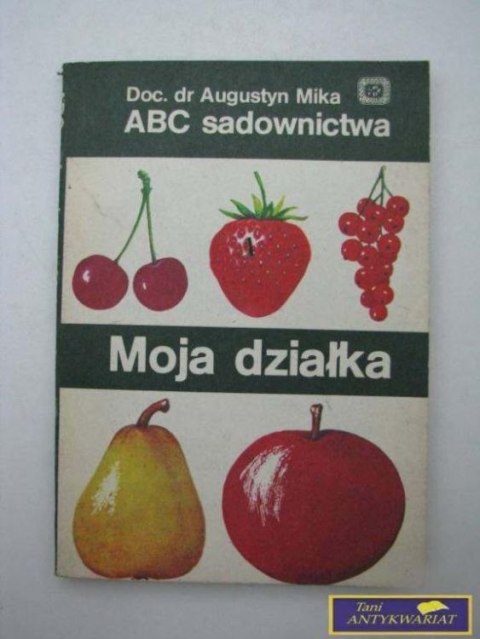 Doc. dr Augustyn Mika
ABC sadownictwa
Moja działka
Tani
ANTYKWARIAT